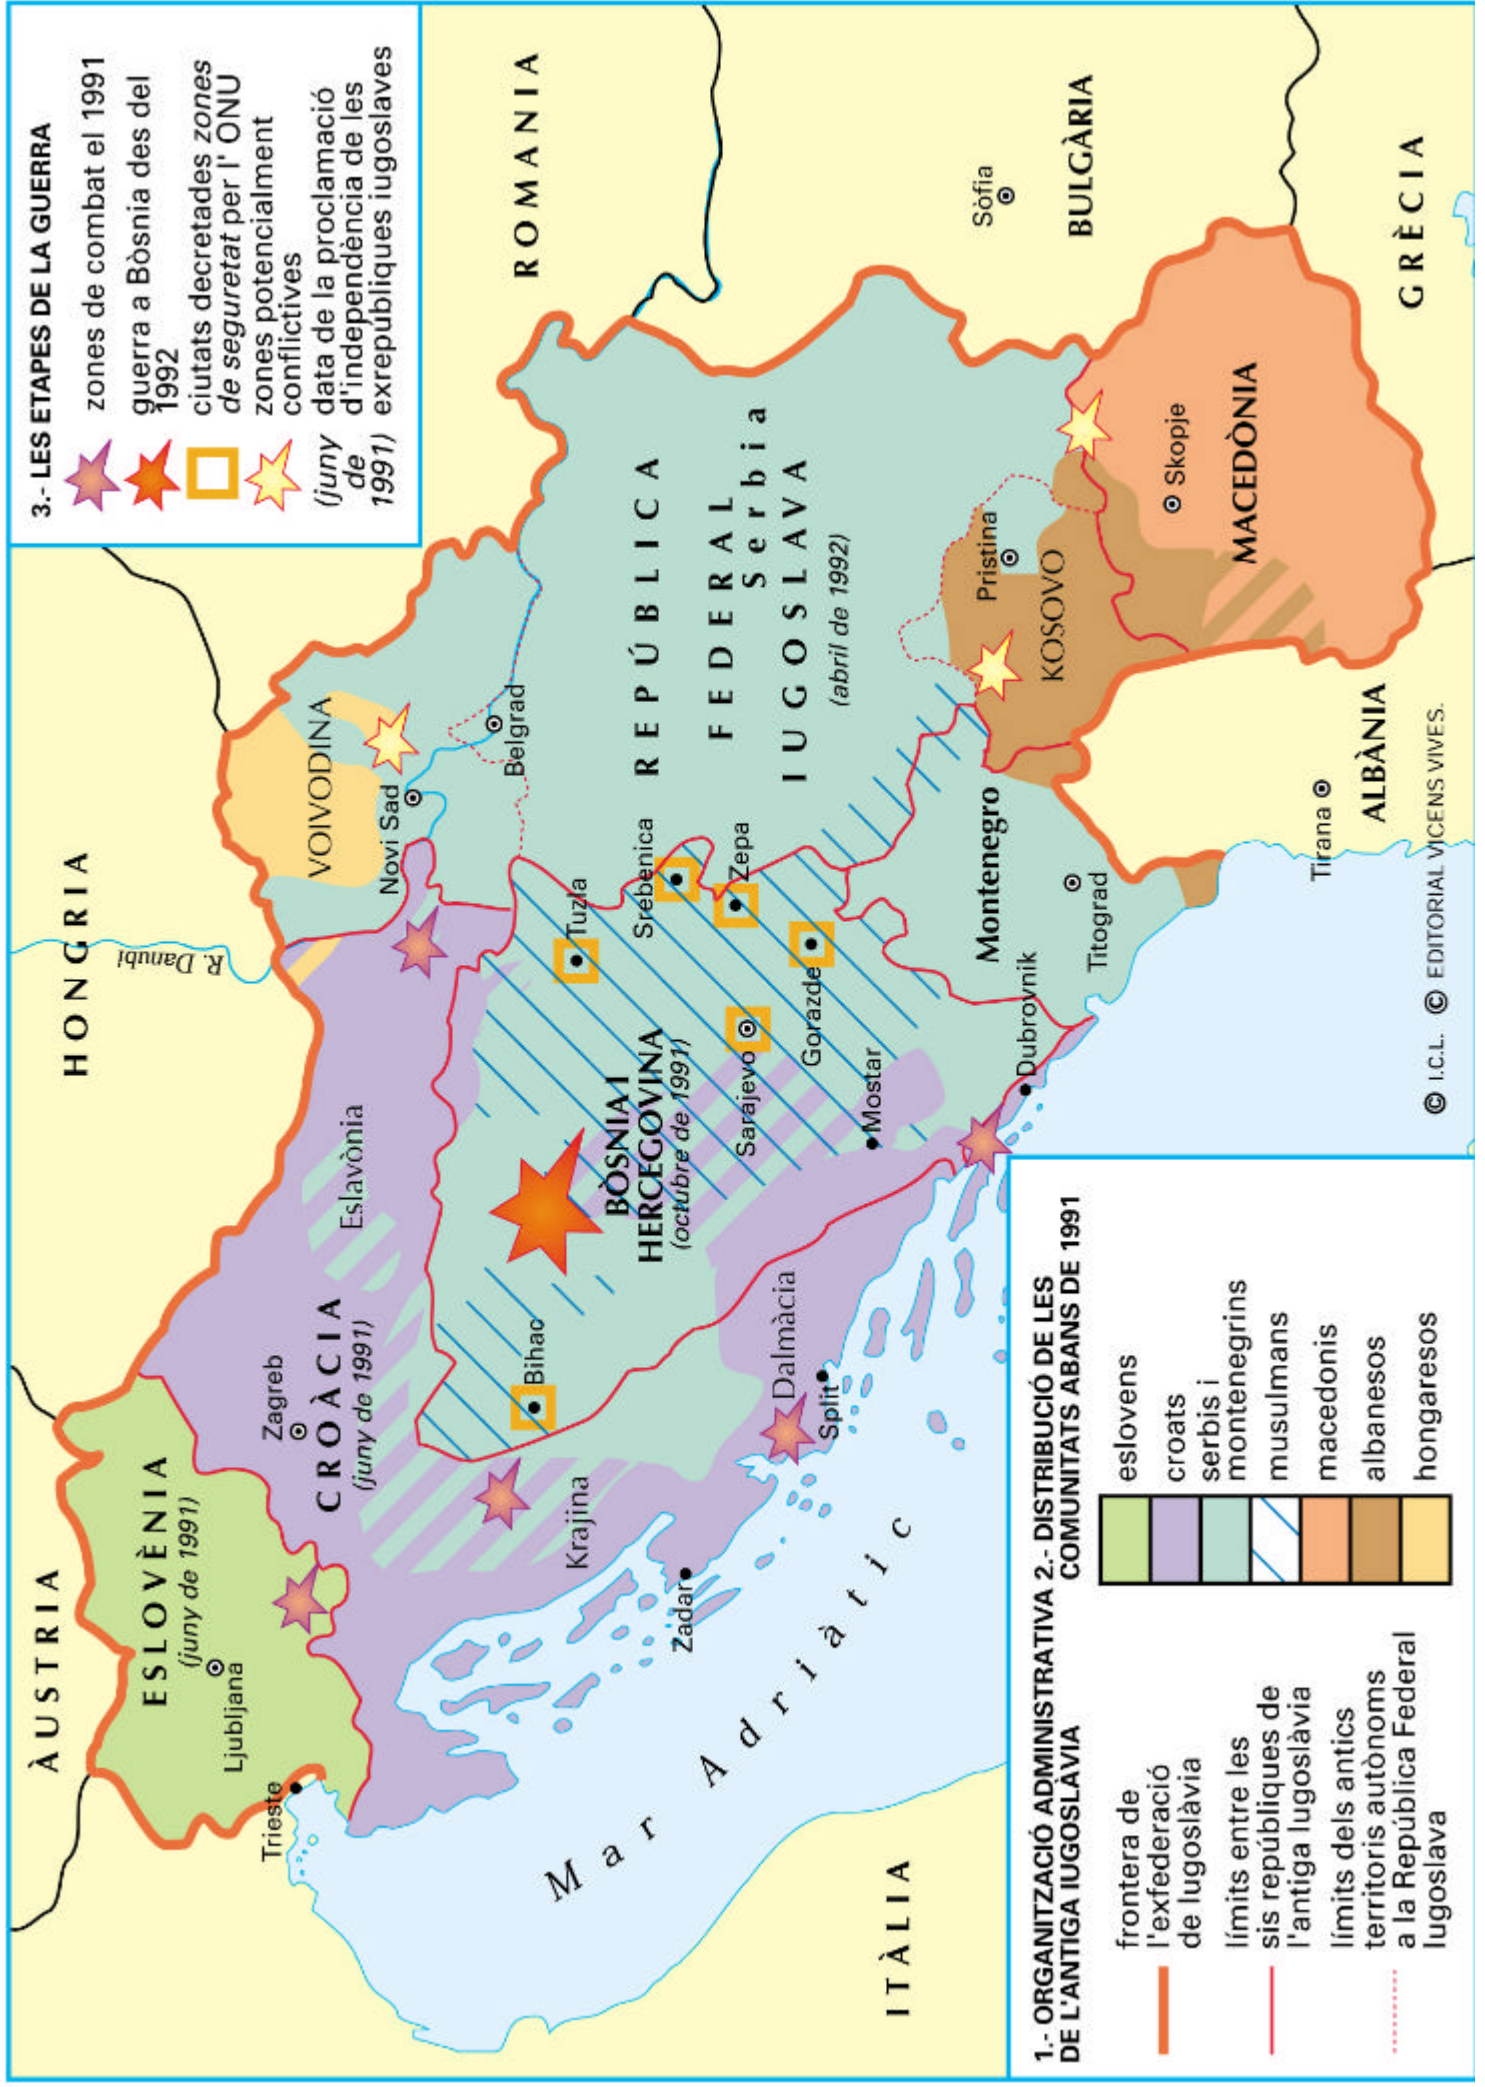 3.- LES ETAPES DE LA GUERRA
zones de combat el 1991
guerra a Bòsnia des del
1992
ciutats decretades zones
de seguretat per l' ONU
zones potencialment
conflictives
(juny
de
1991)
data de la proclamació
d'independència de les
exrepúbliques iugoslaves
ÀUSTRIA
HONGRIA
ROMANIA
R. Danubi
ESLOVÈNIA
(juny de 1991)
Ljubljana
Trieste
Zagreb
CROÀCIA
(juny de 1991)
Eslavònia
VOIVODINA
Novi Sad
Belgrad
Krajina
Bihac
BÒSNIA I
HERCEGOVINA
(octubre de 1991)
Tuzla
Srebenica
Zepa
Sarajevo
Gorazde
Mostar
REPÚBLICA
FEDERAL
Serbia
IUGOSLAVA
(abril de 1992)
Zadar
Dalmàcia
Split
Dubrovnik
Montenegro
Titograd
Pristina
KOSOVO
Sòfia
BULGÀRIA
Skopje
MACEDÒNIA
Tirana
ALBÀNIA
GRÈCIA
Mar Adriàtic
ITÀLIA
1.- ORGANITZACIÓ ADMINISTRATIVA
DE L'ANTIGA IUGOSLÀVIA
frontera de
l'exfederació
de Iugoslàvia
límits entre les
sis repúbliques de
l'antiga Iugoslàvia
límits dels antics
territoris autònoms
a la República Federal
Iugoslava
2.- DISTRIBUCIÓ DE LES
COMUNITATS ABANS DE 1991
eslovens
croats
serbis i
montenegrins
musulmans
macedonis
albanesos
hongaresos
© I.C.L. © EDITORIAL VICENS VIVES.